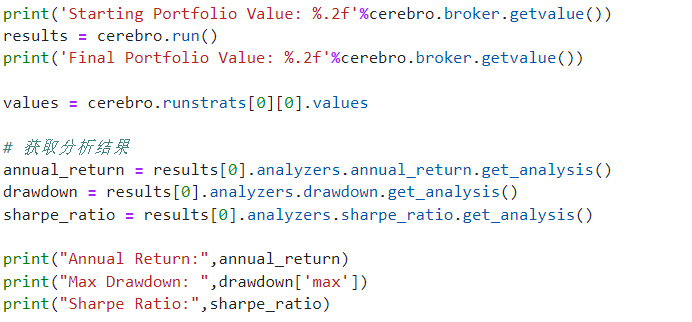 print('Starting Portfolio Value: %.2f'%cerebro.broker.getvalue())
results = cerebro.run()
print('Final Portfolio Value: %.2f'%cerebro.broker.getvalue())
values = cerebro.runstrats[0][0].values
# 获取分析结果
annual_return = results[0].analyzers.annual_return.get_analysis()
drawdown = results[0].analyzers.drawdown.get_analysis()
sharpe_ratio = results[0].analyzers.sharpe_ratio.get_analysis()
print("Annual Return:",annual_return)
print("Max Drawdown: ",drawdown['max'])
print("Sharpe Ratio:",sharpe_ratio)